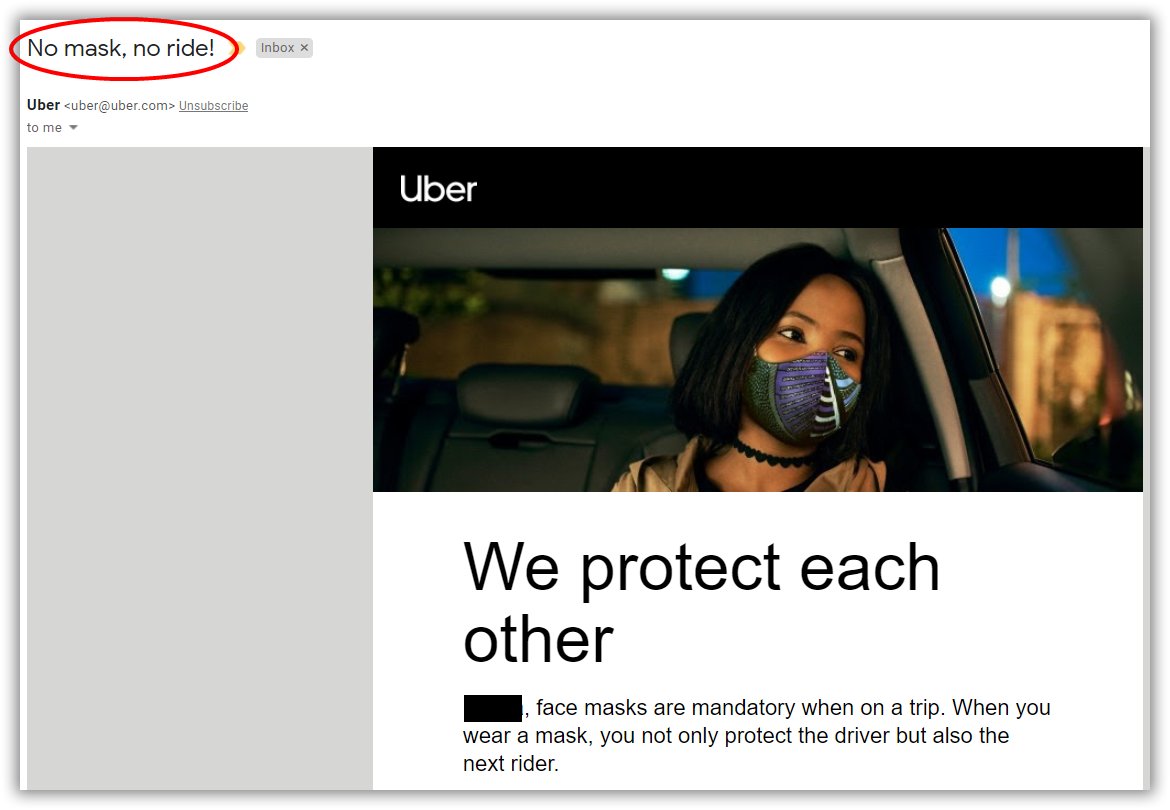 No mask, no ride!
Inbox ✕
Uber <uber@uber.com> Unsubscribe
to me
Uber
We protect each
other
, face masks are mandatory when on a trip. When you
wear a mask, you not only protect the driver but also the
next rider.